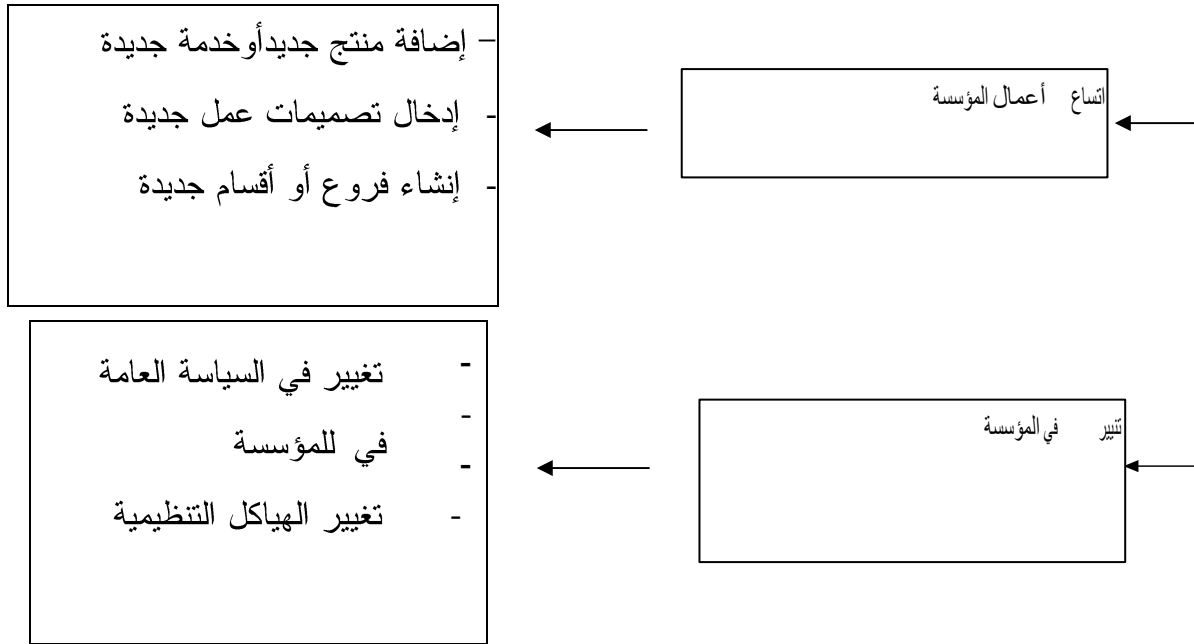 اتساع أعمال المؤسسة
– إضافة منتج جديدأوخدمة جديدة
- إدخال تصميمات عمل جديدة
- إنشاء فروع أو أقسام جديدة
تنيير في المؤسسة
- تغيير في السياسة العامة
-
في للمؤسسة
-
- تغيير الهياكل التنظيمية